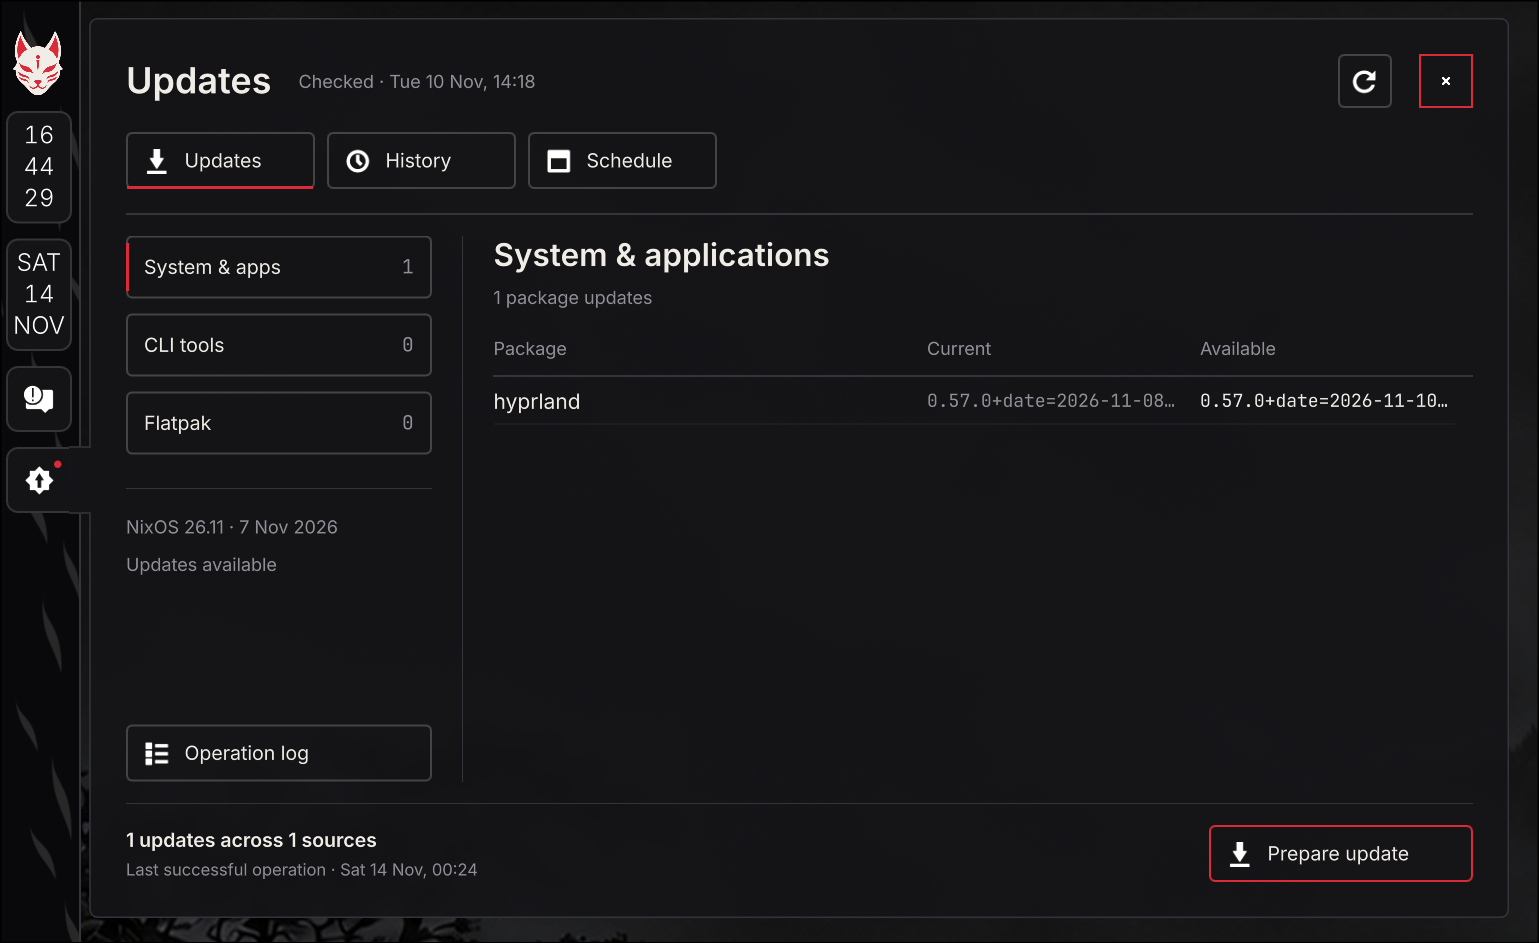 16
44
29
SAT
14
NOV
Updates
Checked · Tue 10 Nov, 14:18
×
Updates
History
Schedule
System & apps 1
CLI tools 0
Flatpak 0
NixOS 26.11 · 7 Nov 2026
Updates available
Operation log
System & applications
1 package updates
Package Current Available
hyprland 0.57.0+date=2026-11-08… 0.57.0+date=2026-11-10…
1 updates across 1 sources
Last successful operation · Sat 14 Nov, 00:24
Prepare update